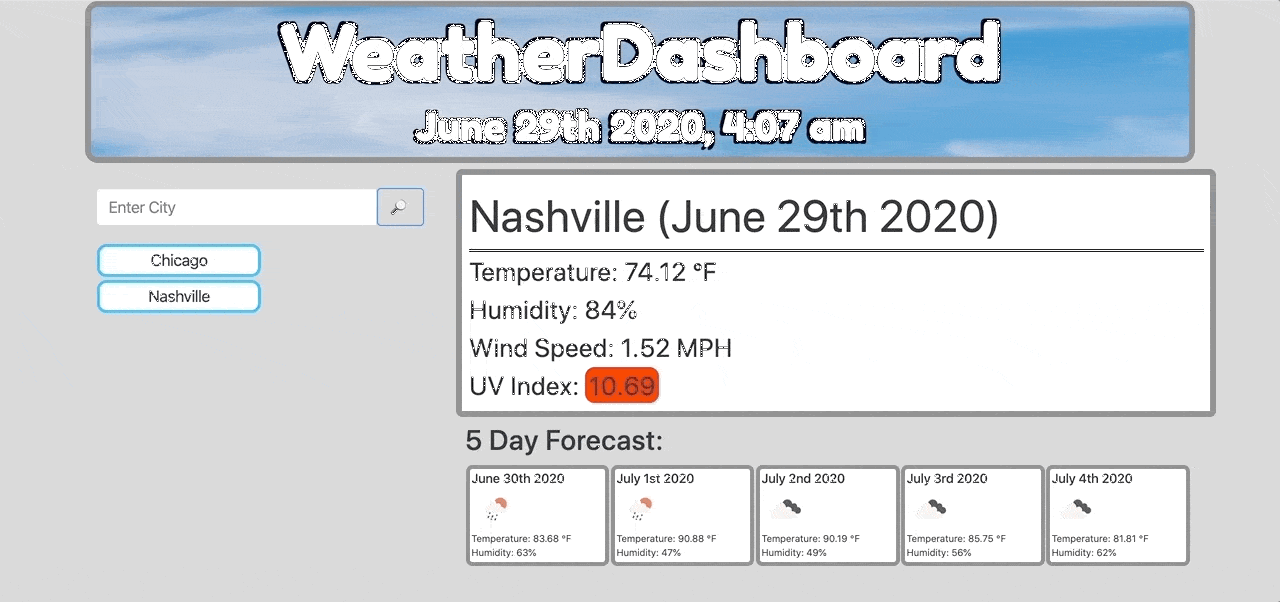 WeatherDashboard
June 29th 2020, 4:07 am
Enter City
Chicago
Nashville
Nashville (June 29th 2020)
Temperature: 74.12 °F
Humidity: 84%
Wind Speed: 1.52 MPH
UV Index: 10.69
5 Day Forecast:
June 30th 2020
Temperature: 83.68 °F
Humidity: 63%
July 1st 2020
Temperature: 90.88 °F
Humidity: 47%
July 2nd 2020
Temperature: 90.19 °F
Humidity: 49%
July 3rd 2020
Temperature: 85.75 °F
Humidity: 56%
July 4th 2020
Temperature: 81.81 °F
Humidity: 62%